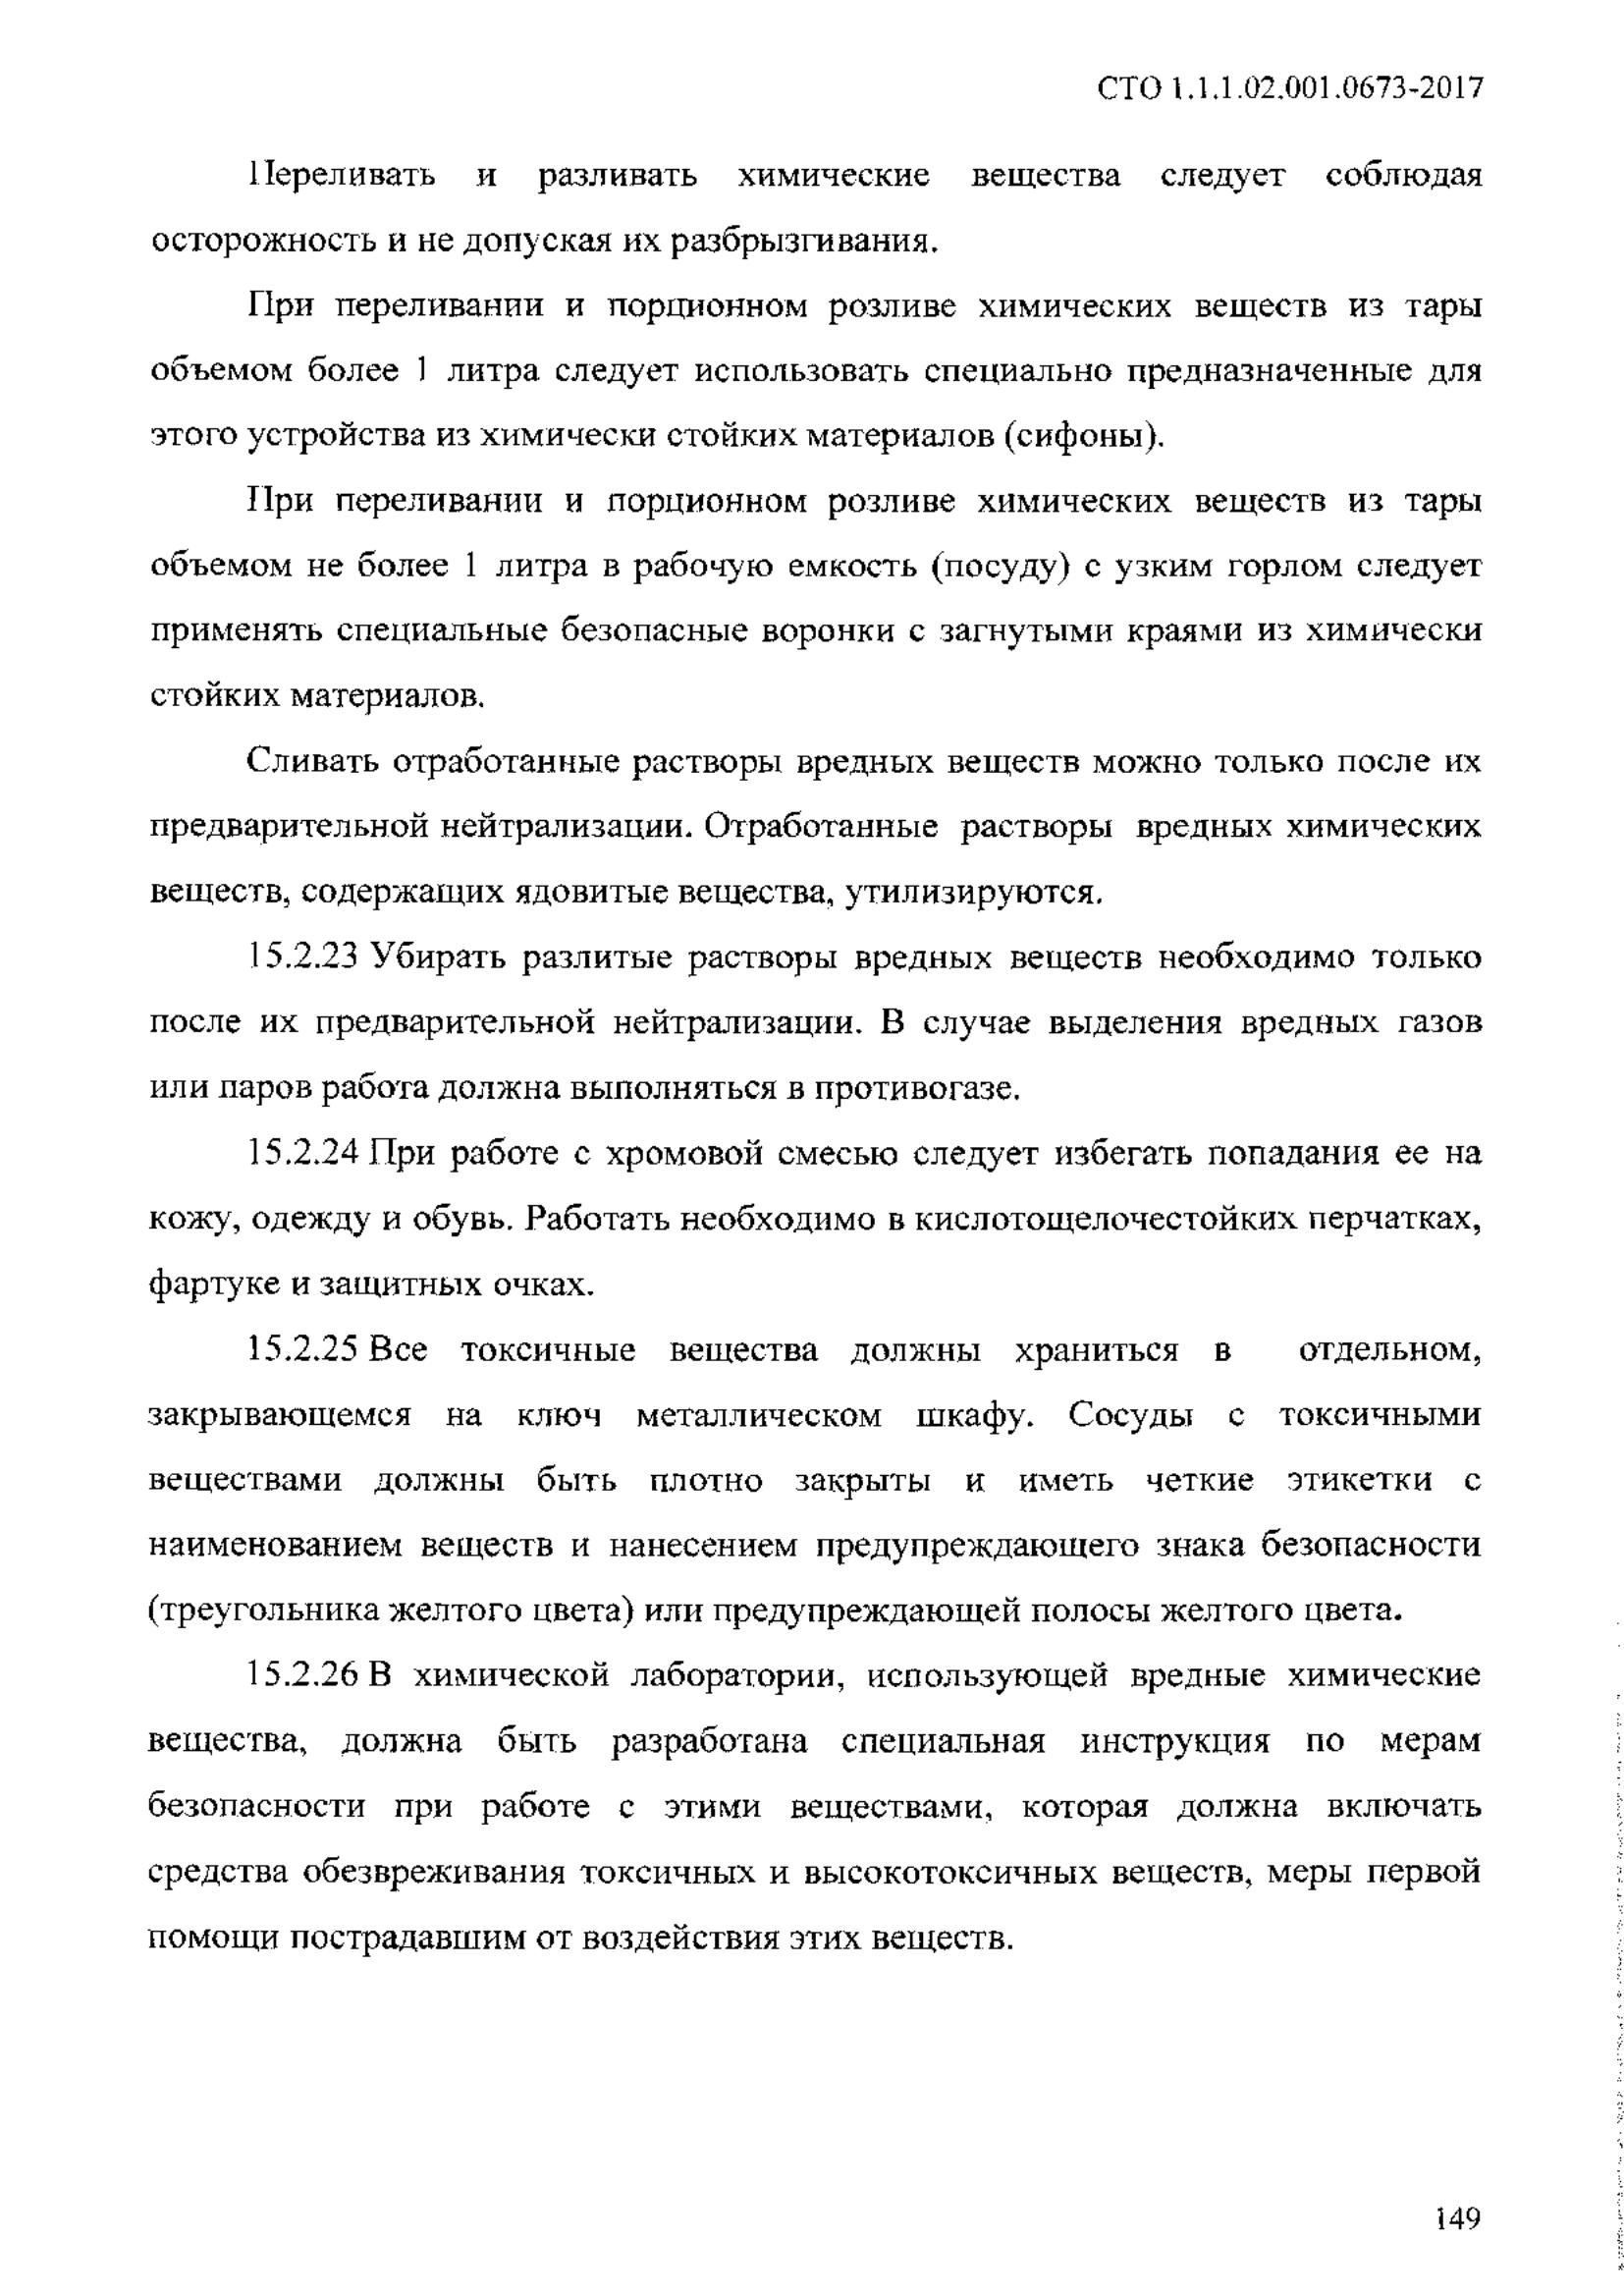 СТО 1.1.1.02.001.0673-2017
Переливать и разливать химические вещества следует соблюдая
осторожность и не допуская их разбрызгивания.
При переливании и порционном розливе химических веществ из тары
объемом более 1 литра следует использовать специально предназначенные для
этого устройства из химически стойких материалов (сифоны).
При переливании и порционном розливе химических веществ из тары
объемом не более 1 литра в рабочую емкость (посуду) с узким горлом следует
применять специальные безопасные воронки с загнутыми краями из химически
стойких материалов.
Сливать отработанные растворы вредных веществ можно только после их
предварительной нейтрализации. Отработанные растворы вредных химических
веществ, содержащих ядовитые вещества, утилизируются.
15.2.23 Убирать разлитые растворы вредных веществ необходимо только
после их предварительной нейтрализации. В случае выделения вредных газов
или паров работа должна выполняться в противогазе.
15.2.24 При работе с хромовой смесью следует избегать попадания ее на
кожу, одежду и обувь. Работать необходимо в кислотощелочестойких перчатках,
фартуке и защитных очках.
15.2.25 Все токсичные вещества должны храниться в отдельном,
закрывающемся на ключ металлическом шкафу. Сосуды с токсичными
веществами должны быть плотно закрыты и иметь четкие этикетки с
наименованием веществ и нанесением предупреждающего знака безопасности
(треугольника желтого цвета) или предупреждающей полосы желтого цвета.
15.2.26 В химической лаборатории, использующей вредные химические
вещества, должна быть разработана специальная инструкция по мерам
безопасности при работе с этими веществами, которая должна включать
средства обезвреживания токсичных и высокотоксичных веществ, меры первой
помощи пострадавшим от воздействия этих веществ.
149